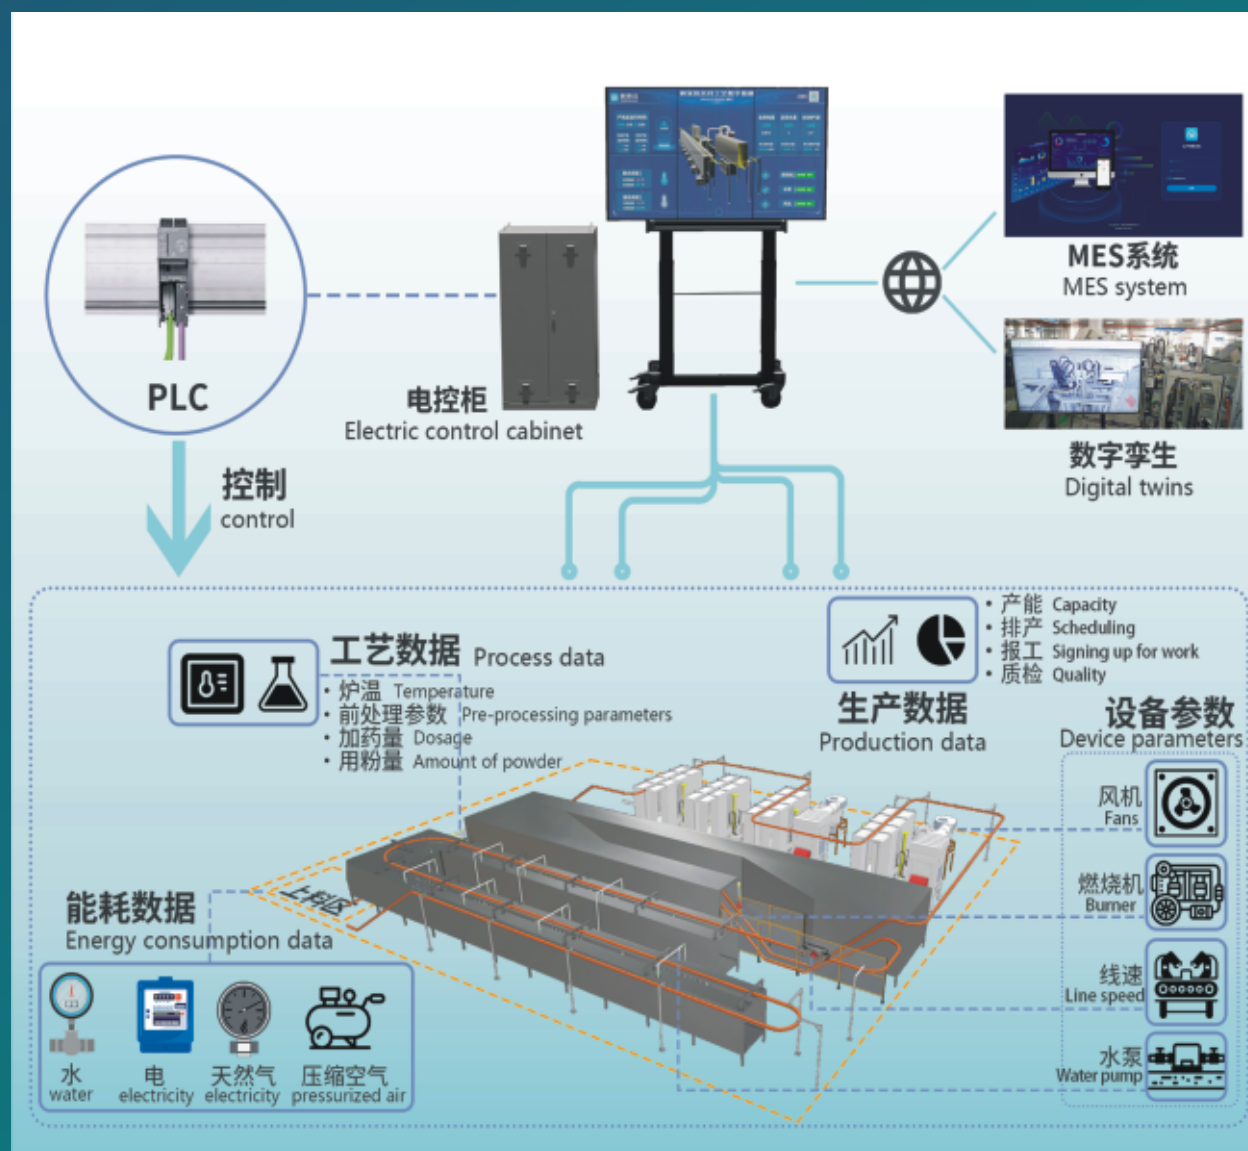 MES系统
MES system
PLC
电控柜
Electric control cabinet
数字孪生
Digital twins
控制
control
工艺数据 Process data
• 炉温 Temperature
• 前处理参数 Pre-processing parameters
• 加药量 Dosage
• 用粉量 Amount of powder
• 产能 Capacity
• 排产 Scheduling
• 报工 Signing up for work
• 质检 Quality
生产数据
Production data
设备参数
Device parameters
风机
Fans
燃烧机
Burner
线速
Line speed
水泵
Water pump
上料区
能耗数据
Energy consumption data
水
water
电
electricity
天然气
electricity
压缩空气
pressurized air